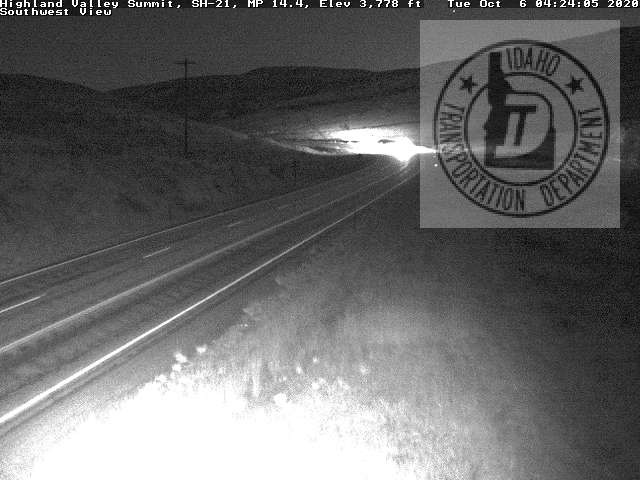 Highland Valley Summit, SH-21, MP 14.4, Elev 3,778 ft   Tue Oct  6 04:24:05 2020
Southwest View
IDAHO
TRANSPORTATION DEPARTMENT